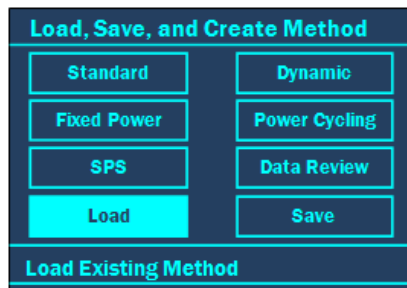 Load, Save, and Create Method
Standard
Dynamic
Fixed Power
Power Cycling
SPS
Data Review
Load
Save
Load Existing Method